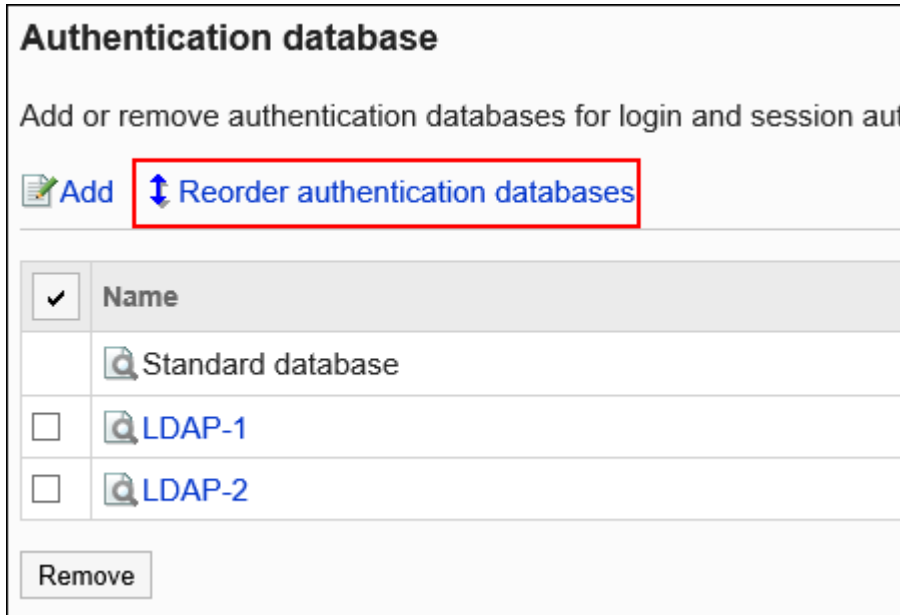 Authentication database
Add or remove authentication databases for login and session aut
Add Reorder authentication databases
Name
Standard database
LDAP-1
LDAP-2
Remove